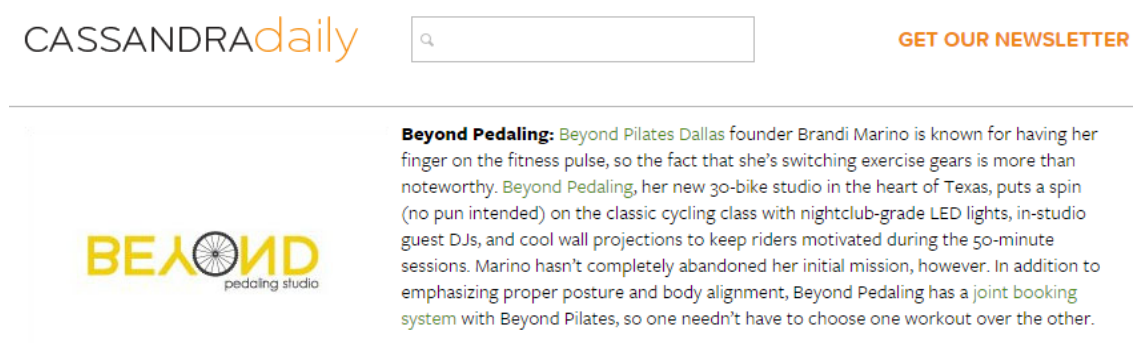 CASSANDRAdaily
GET OUR NEWSLETTER
BEYOND
pedaling studio
Beyond Pedaling: Beyond Pilates Dallas founder Brandi Marino is known for having her
finger on the fitness pulse, so the fact that she's switching exercise gears is more than
noteworthy. Beyond Pedaling, her new 30-bike studio in the heart of Texas, puts a spin
(no pun intended) on the classic cycling class with nightclub-grade LED lights, in-studio
guest DJs, and cool wall projections to keep riders motivated during the 50-minute
sessions. Marino hasn't completely abandoned her initial mission, however. In addition to
emphasizing proper posture and body alignment, Beyond Pedaling has a joint booking
system with Beyond Pilates, so one needn't have to choose one workout over the other.